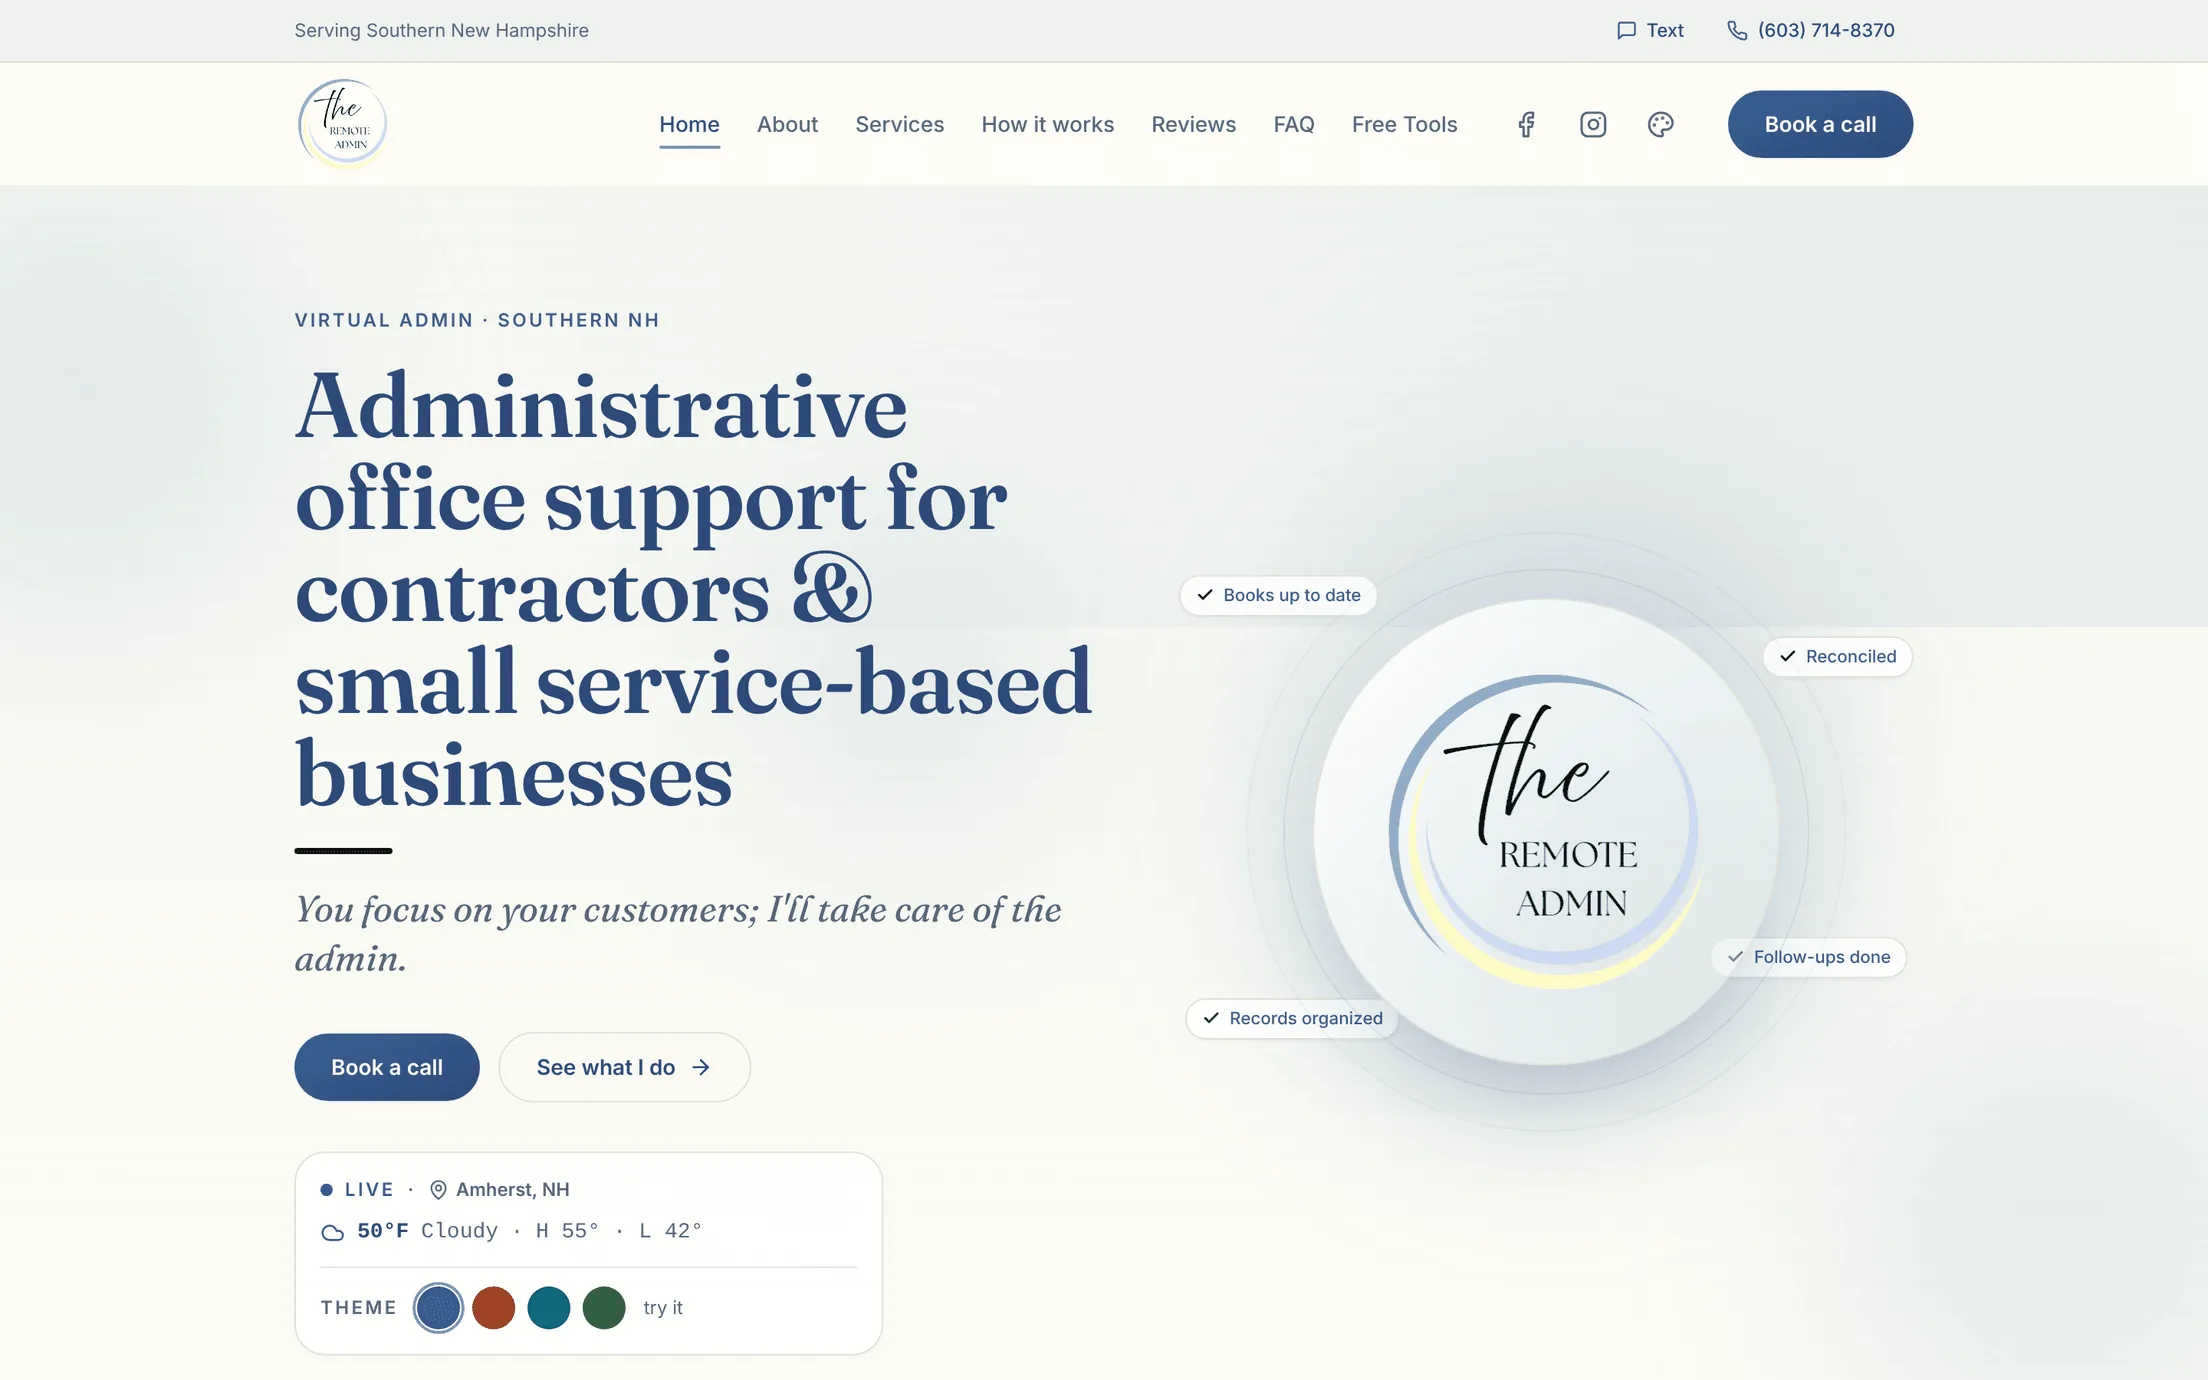 Serving Southern New Hampshire
Text
(603) 714-8370
the
REMOTE
ADMIN
Home
About
Services
How it works
Reviews
FAQ
Free Tools
Book a call
VIRTUAL ADMIN · SOUTHERN NH
Administrative
office support for
contractors &
small service-based
businesses
You focus on your customers; I'll take care of the
admin.
Book a call
See what I do →
Books up to date
Reconciled
the
REMOTE
ADMIN
Follow-ups done
Records organized
LIVE · Amherst, NH
50°F Cloudy · H 55° · L 42°
THEME
try it